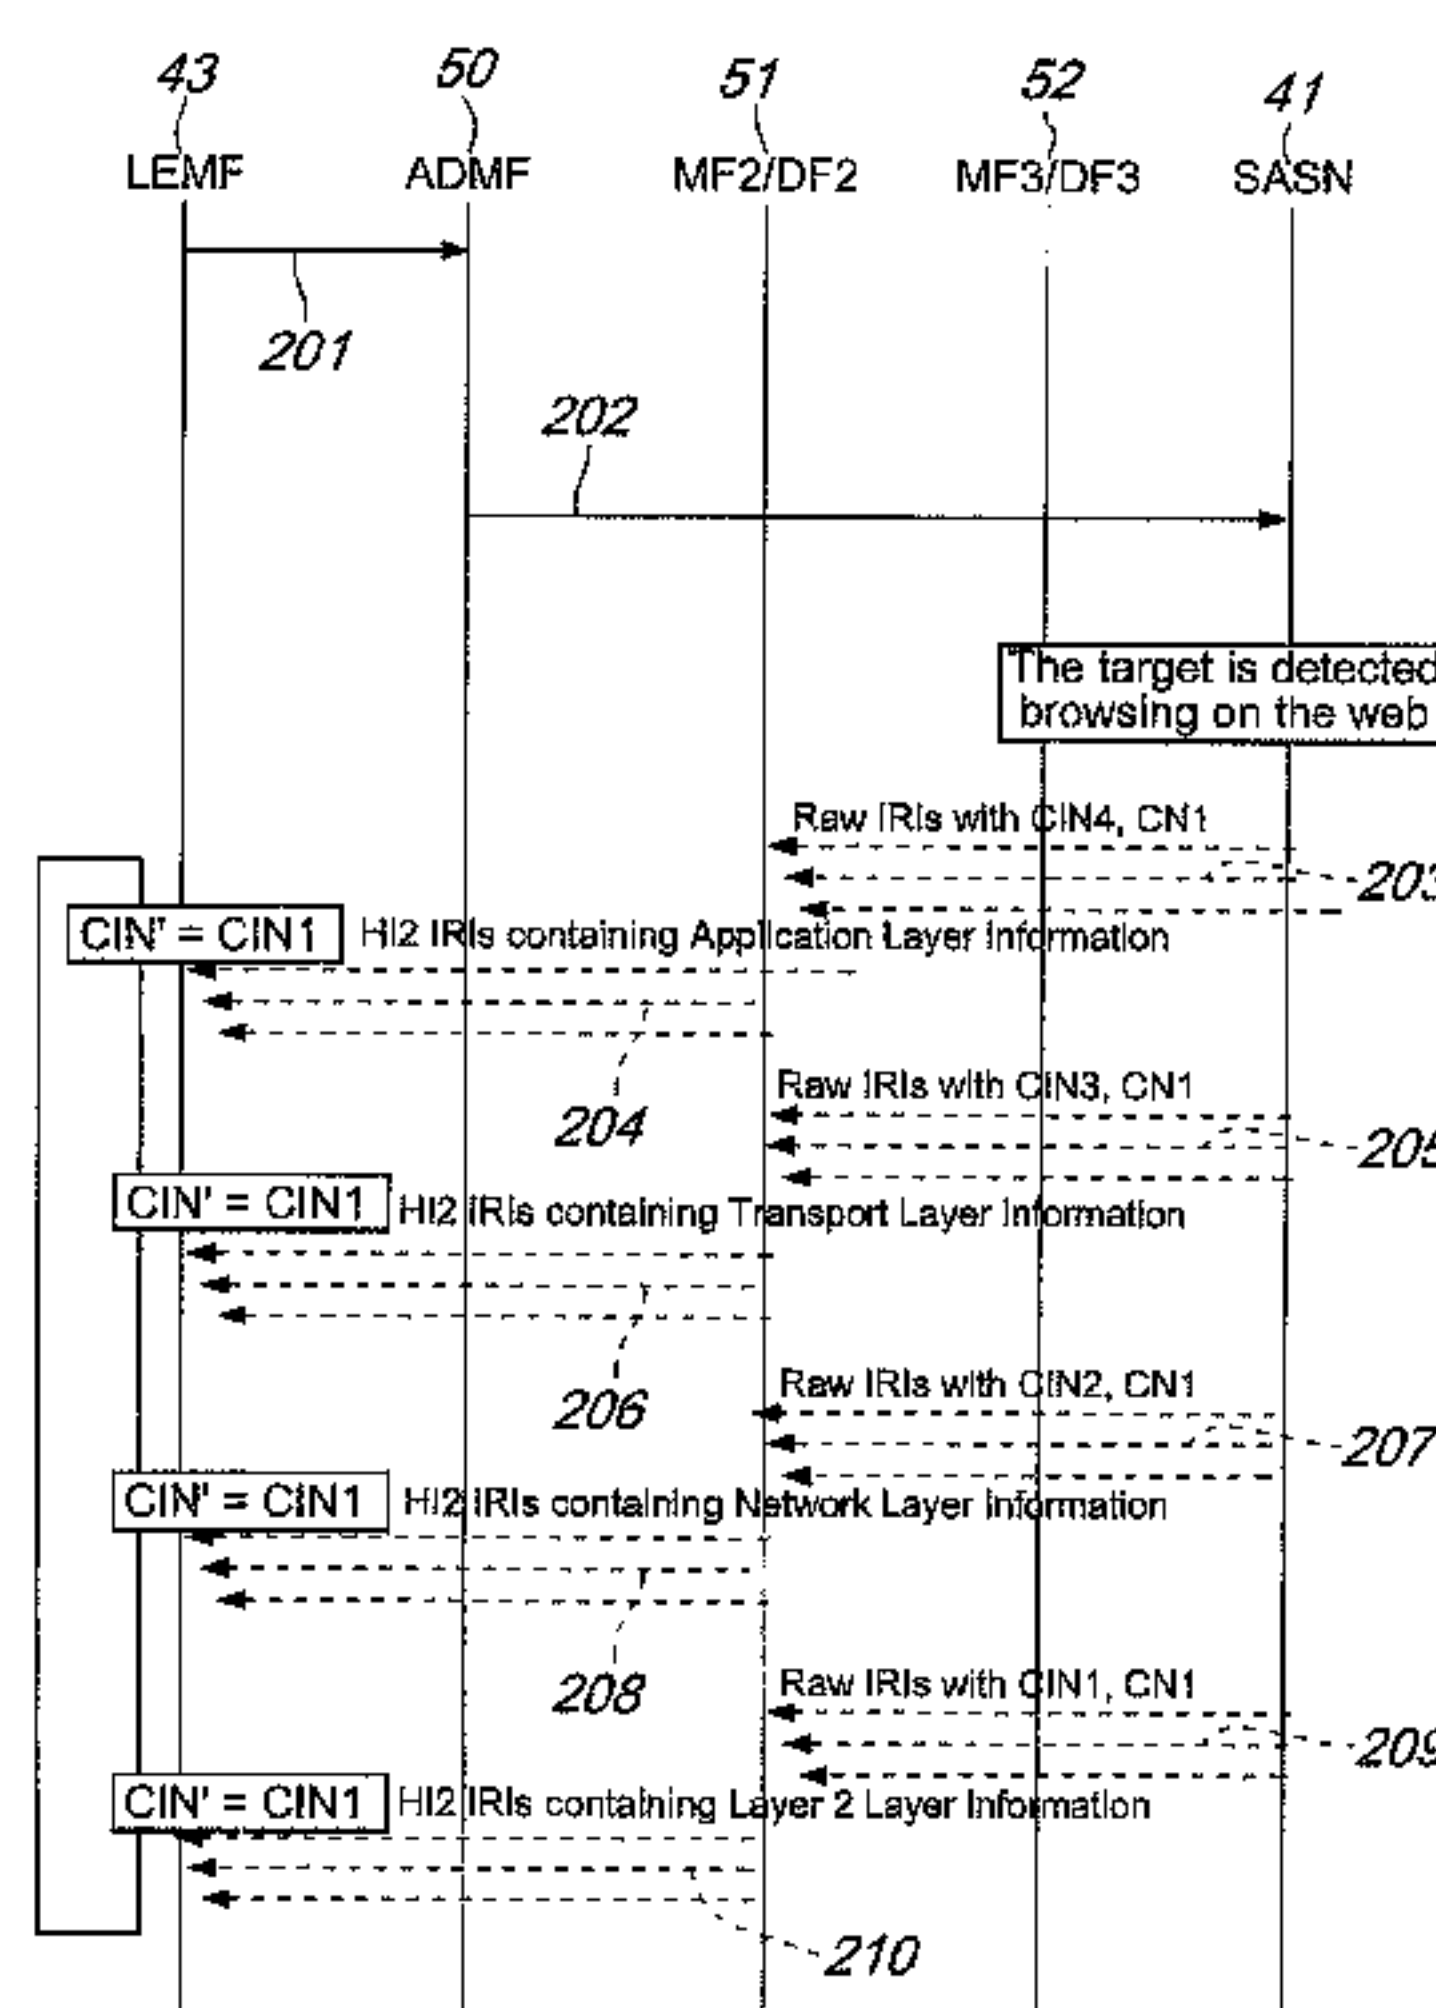 43 50 51 52 41
LEMF ADMF MF2/DF2 MF3/DF3 SASN
201
202
The target is detected
browsing on the web
Raw IRIs with CIN4, CN1
203
CIN' = CIN1 HI2 IRIs containing Application Layer Information
204
Raw IRIs with CIN3, CN1
205
CIN' = CIN1 HI2 IRIs containing Transport Layer Information
206
Raw IRIs with CIN2, CN1
207
CIN' = CIN1 HI2 IRIs containing Network Layer Information
208
Raw IRIs with CIN1, CN1
209
CIN' = CIN1 HI2 IRIs containing Layer 2 Layer Information
210